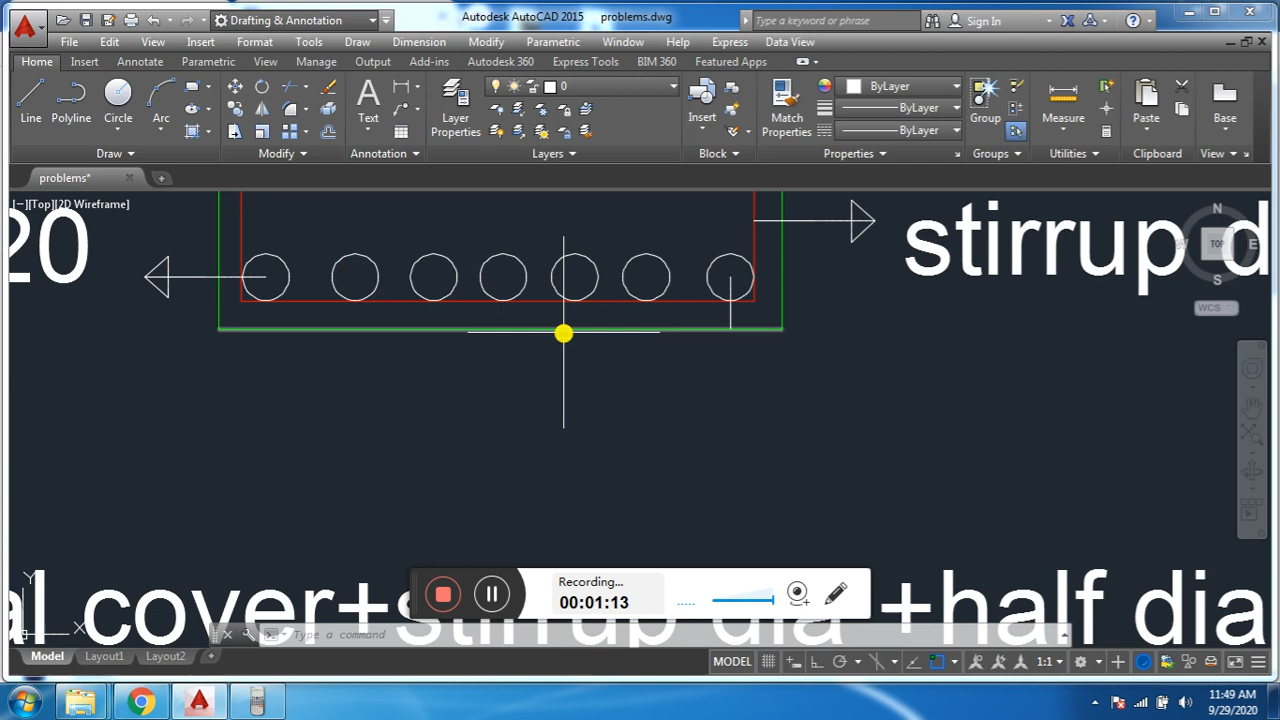 Drafting & Annotation
Autodesk AutoCAD 2015 problems.dwg
Type a keyword or phrase
Sign In
File Edit View Insert Format Tools Draw Dimension Modify Parametric Window Help Express Data View
Home Insert Annotate Parametric View Manage Output Add-ins Autodesk 360 Express Tools BIM 360 Featured Apps
Line Polyline Circle Arc
Text
Layer Properties
0
Insert
Match Properties
ByLayer
ByLayer
ByLayer
Group
Measure
Paste
Base
Draw Modify Annotation Layers Block Properties Groups Utilities Clipboard View
problems*
[−][Top][2D Wireframe]
20
stirrup d
N
E
S
TOP
WCS
Recording...
00:01:13
al cover+stirrup dia +half dia
Y
X
Type a command
Model Layout1 Layout2
MODEL
1:1
11:49 AM
9/29/2020